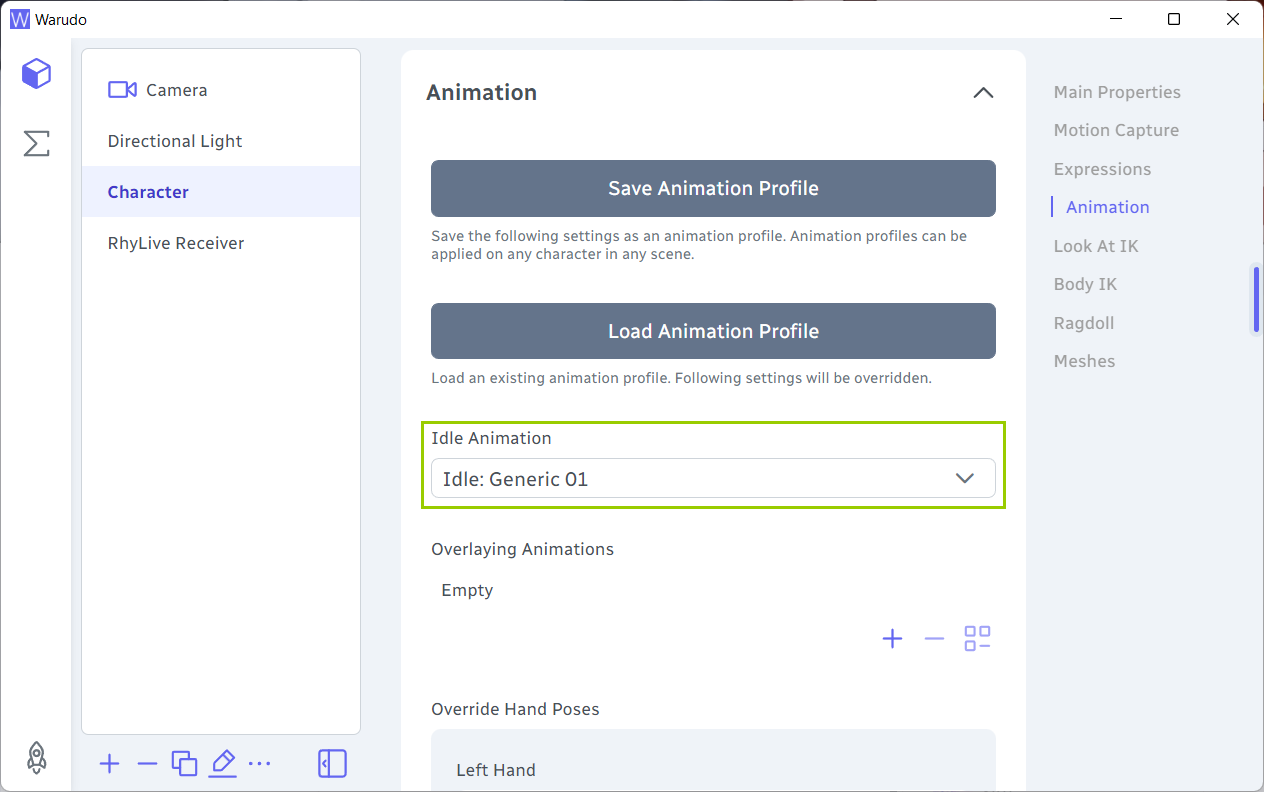 Warudo
Camera
Directional Light
Character
RhyLive Receiver
Animation
Save Animation Profile
Save the following settings as an animation profile. Animation profiles can be
applied on any character in any scene.
Load Animation Profile
Load an existing animation profile. Following settings will be overridden.
Idle Animation
Idle: Generic 01
Overlaying Animations
Empty
Override Hand Poses
Left Hand
Main Properties
Motion Capture
Expressions
Animation
Look At IK
Body IK
Ragdoll
Meshes